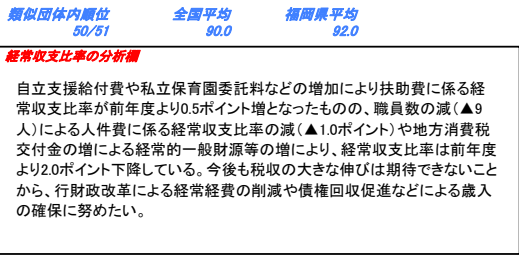 類似団体内順位 全国平均 福岡県平均
50/51 90.0 92.0
経常収支比率の分析欄
自立支援給付費や私立保育園委託料などの増加により扶助費に係る経
常収支比率が前年度より0.5ポイント増となったものの、職員数の減(▲9
人)による人件費に係る経常収支比率の減(▲1.0ポイント)や地方消費税
交付金の増による経常的一般財源等の増により、経常収支比率は前年度
より2.0ポイント下降している。今後も税収の大きな伸びは期待できないこと
から、行財政改革による経常経費の削減や債権回収促進などによる歳入
の確保に努めたい。